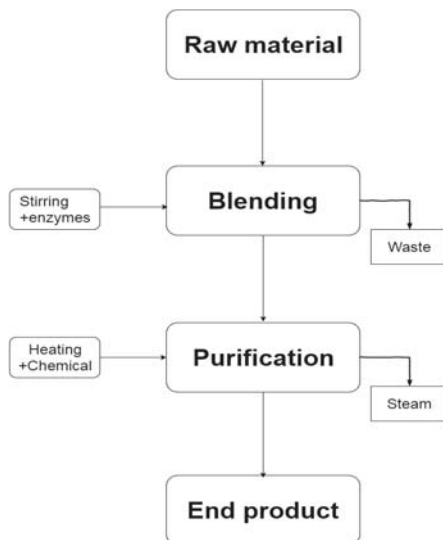 Raw material
Stirring
+enzymes
Blending
Waste
Heating
+Chemical
Purification
Steam
End product